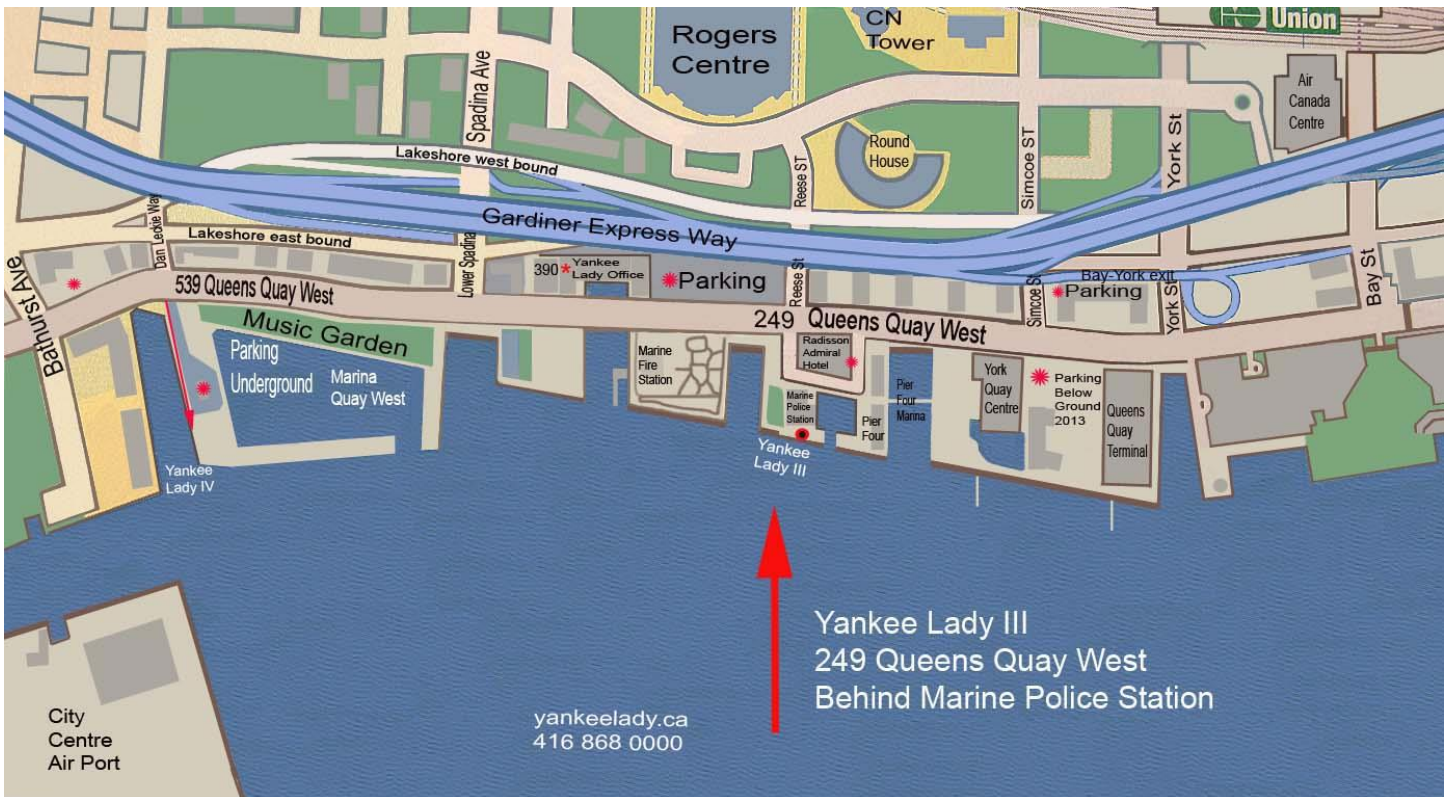 CN
Tower
Union
Rogers
Centre
Air
Canada
Centre
Spadina Ave
Round
House
Simcoe ST
York St
Lakeshore west bound
Reese ST
Gardiner Express Way
Dan Leckie Way
Lakeshore east bound
Lower Spadina
390 * Yankee
Lady Office
Parking
Reese St
Simcoe St
Bay-York exit
Parking
York St
Bay St
Bathurst Ave
539 Queens Quay West
249 Queens Quay West
Music Garden
Parking
Underground
Marina
Quay West
Marine
Fire
Station
Radisson
Admiral
Hotel
Marine
Police
Station
Pier
Four
Pier
Four
Marina
York
Quay
Centre
Parking
Below
Ground
2013
Queens
Quay
Terminal
Yankee
Lady IV
Yankee
Lady III
Yankee Lady III
249 Queens Quay West
Behind Marine Police Station
yankeelady.ca
416 868 0000
City
Centre
Air Port